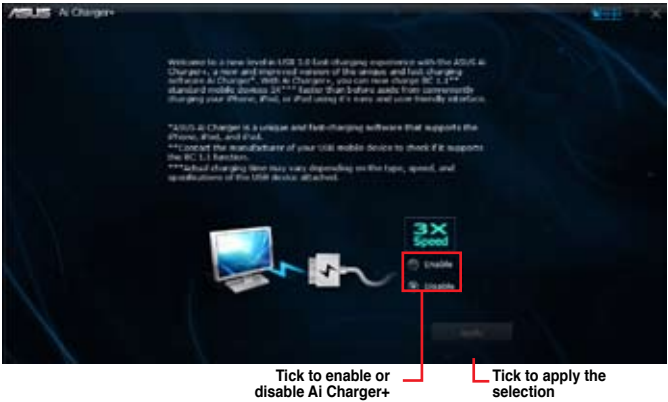 ASUS Ai Charger+
Welcome to a new level in USB 3.0 fast-charging experience with the ASUS Ai
Charger+, a new and improved version of the unique and fast charging
software Ai Charger*. With Ai Charger+, you can now charge BC 1.1**
standard mobile devices 3X*** faster than before aside from conveniently
charging your iPhone, iPad, or iPod using it's easy and user friendly interface.
*ASUS Ai Charger is a unique and fast-charging software that supports the
iPhone, iPad, and iPod.
**Contact the manufacturer of your USB mobile device to check if it supports
the BC 1.1 function.
***Actual charging time may vary depending on the type, speed, and
specifications of the USB device attached.
3X
Speed
Enable
Disable
Apply
Tick to enable or
disable Ai Charger+
Tick to apply the
selection